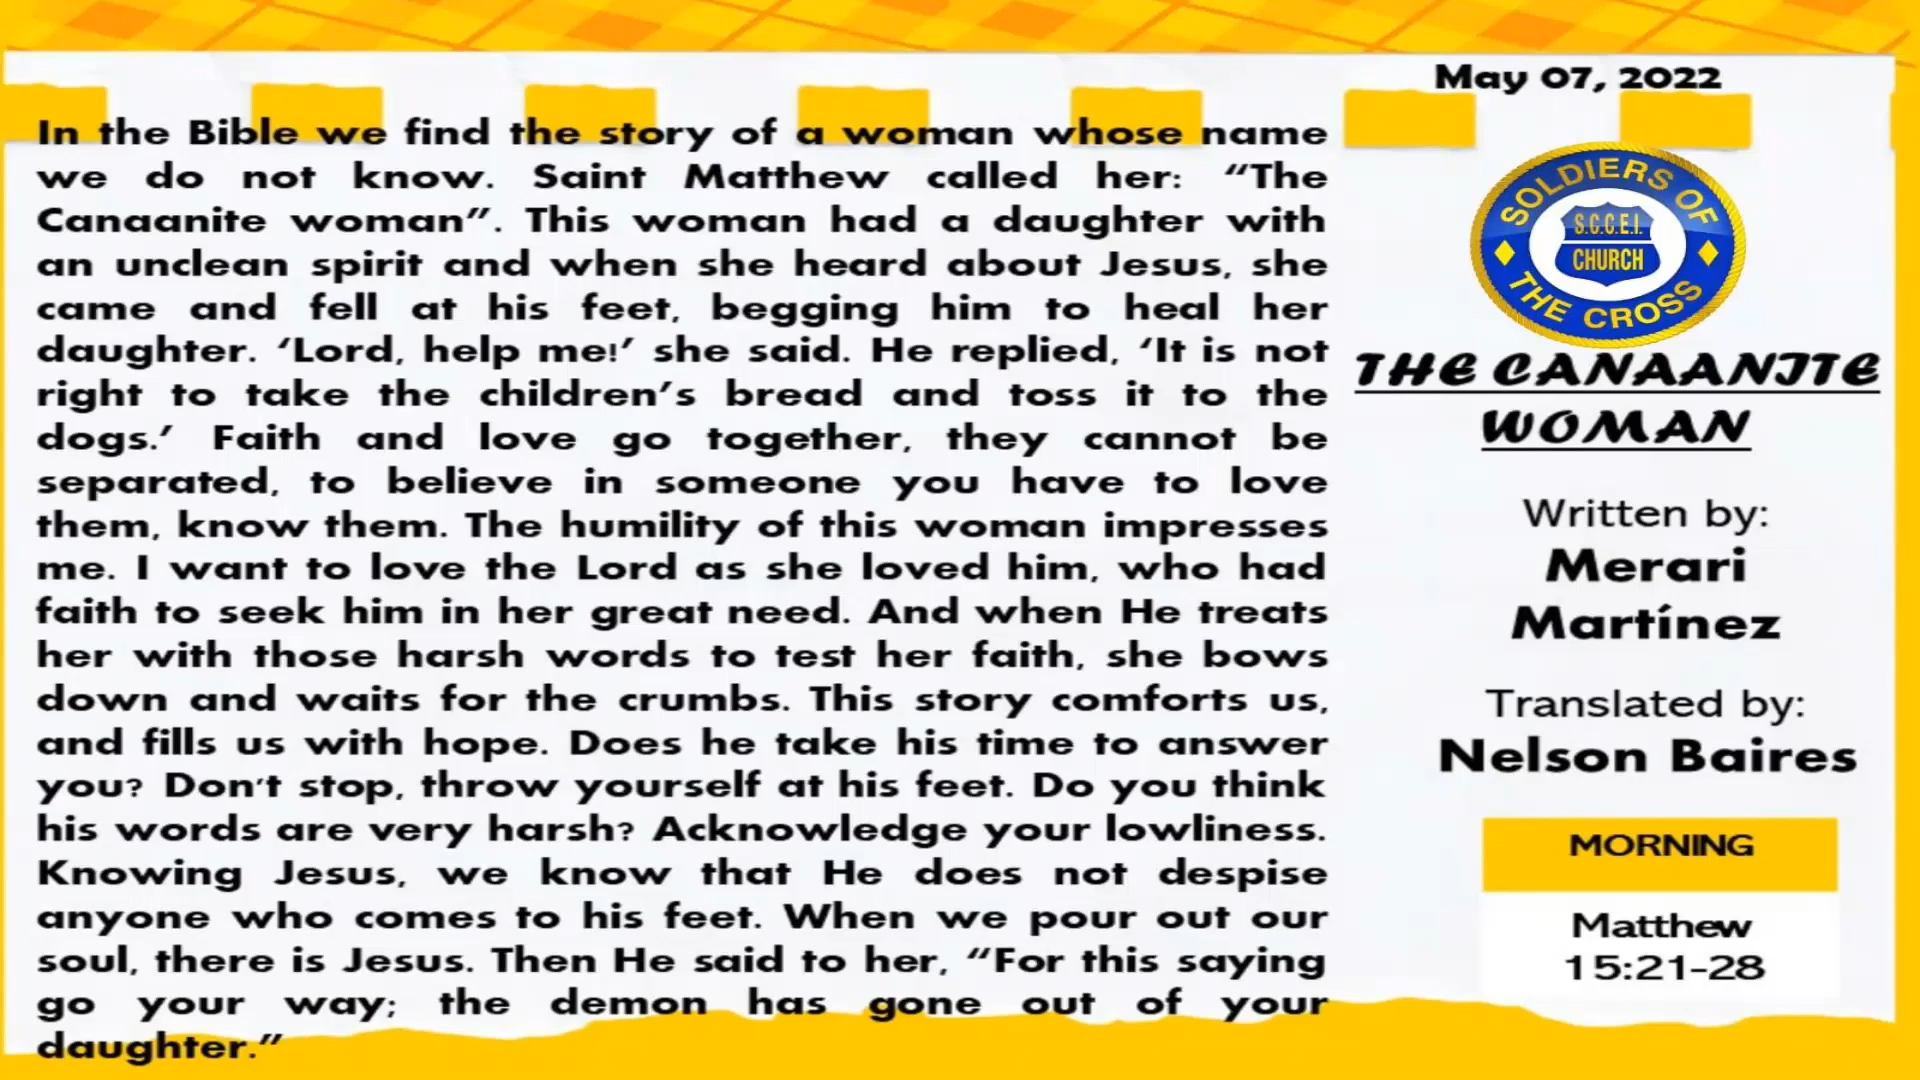 May 07, 2022
In the Bible we find the story of a woman whose name
we do not know. Saint Matthew called her: “The
Canaanite woman”. This woman had a daughter with
an unclean spirit and when she heard about Jesus, she
came and fell at his feet, begging him to heal her
daughter. ‘Lord, help me!’ she said. He replied, ‘It is not
right to take the children’s bread and toss it to the
dogs.’ Faith and love go together, they cannot be
separated, to believe in someone you have to love
them, know them. The humility of this woman impresses
me. I want to love the Lord as she loved him, who had
faith to seek him in her great need. And when He treats
her with those harsh words to test her faith, she bows
down and waits for the crumbs. This story comforts us,
and fills us with hope. Does he take his time to answer
you? Don't stop, throw yourself at his feet. Do you think
his words are very harsh? Acknowledge your lowliness.
Knowing Jesus, we know that He does not despise
anyone who comes to his feet. When we pour out our
soul, there is Jesus. Then He said to her, “For this saying
go your way; the demon has gone out of your
daughter.”
SOLDIERS OF
S.C.C.E.I.
CHURCH
THE CROSS
THE CANAANITE
WOMAN
Written by:
Merari
Martínez
Translated by:
Nelson Baires
MORNING
Matthew
15:21-28